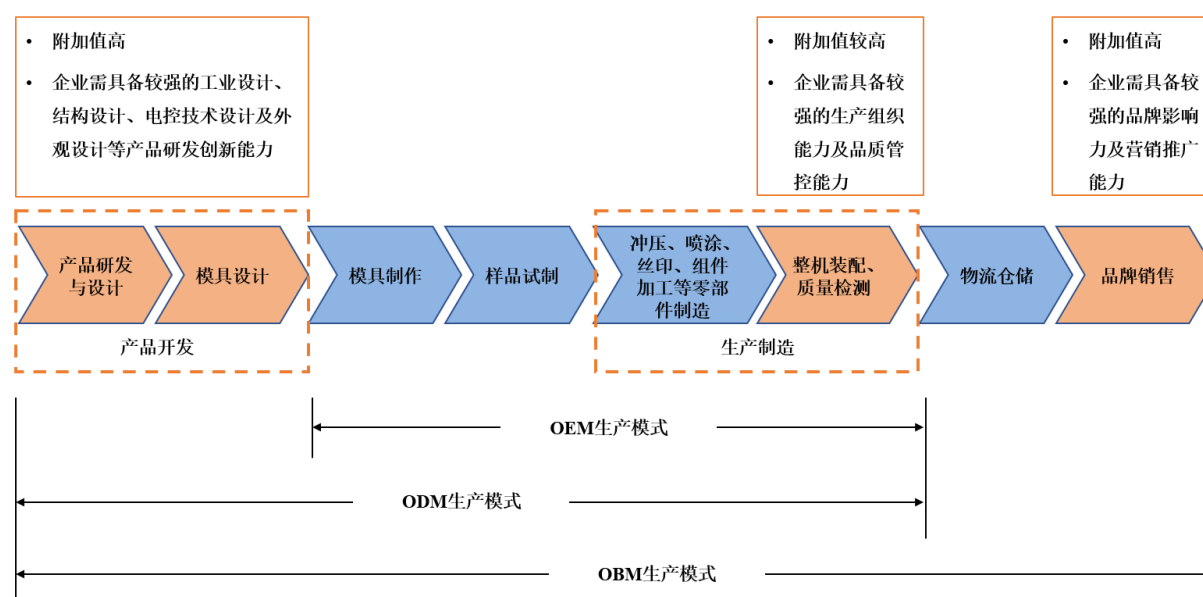 • 附加值高
• 企业需具备较强的工业设计、
结构设计、电控技术设计及外
观设计等产品研发创新能力
• 附加值较高
• 企业需具备较
强的生产组织
能力及品质管
控能力
• 附加值高
• 企业需具备较
强的品牌影响
力及营销推广
能力
产品研发
与设计
模具设计
模具制作
样品试制
冲压、喷涂、
丝印、组件
加工等零部
件制造
整机装配、
质量检测
物流仓储
品牌销售
产品开发
生产制造
OEM生产模式
ODM生产模式
OBM生产模式